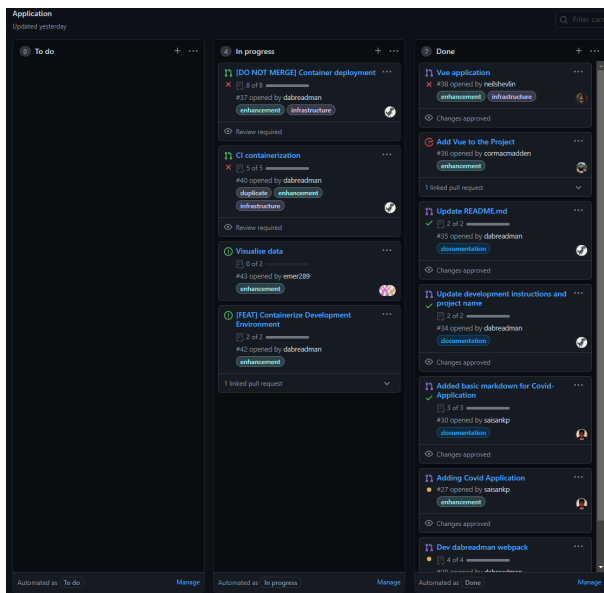 Application
Updated yesterday
Filter card
0 To do
Automated as To do Manage
4 In progress
[DO NOT MERGE] Container deployment
8 of 8
#37 opened by dabreadman
enhancement infrastructure
Review required
CI containerization
5 of 5
#40 opened by dabreadman
duplicate enhancement
infrastructure
Review required
Visualise data
0 of 2
#43 opened by emer289
enhancement
[FEAT] Containerize Development
Environment
2 of 2
#42 opened by dabreadman
enhancement
1 linked pull request
Automated as In progress Manage
7 Done
Vue application
#38 opened by neilshevlin
enhancement infrastructure
Changes approved
Add Vue to the Project
#36 opened by cormacmadden
enhancement
1 linked pull request
Update README.md
2 of 2
#35 opened by dabreadman
documentation
Changes approved
Update development instructions and
project name
2 of 2
#34 opened by dabreadman
documentation
Changes approved
Added basic markdown for Covid-
Application
3 of 3
#30 opened by saisankp
documentation
Changes approved
Adding Covid Application
#27 opened by saisankp
enhancement
Changes approved
Dev dabreadman webpack
4 of 4
Automated as Done Manage